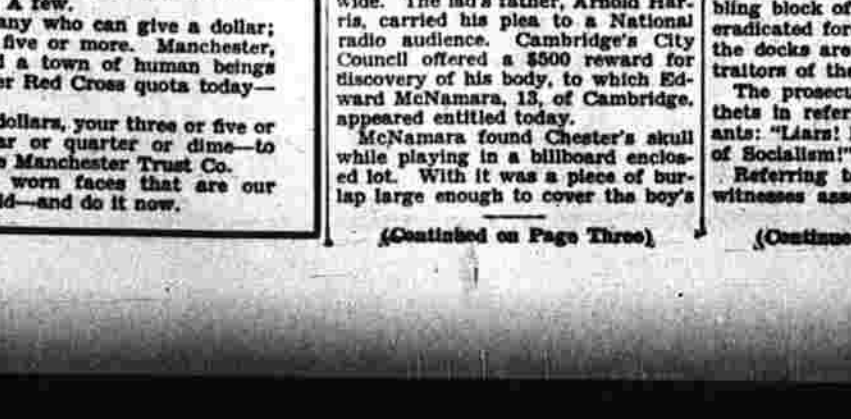 A few.
any who can give a dollar;
five or more. Manchester,
a town of human beings
er Red Cross quota today—
dollars, your three or five or
ar or quarter or dime—to
Manchester Trust Co.
worn faces that are our
ld—and do it now.
wide. The lad's father, Arnold Har-
ris, carried his plea to a National
radio audience. Cambridge's City
Council offered a $500 reward for
discovery of his body, to which Ed-
ward McNamara, 13, of Cambridge,
appeared entitled today.
McNamara found Chester's skull
while playing in a billboard enclos-
ed lot. With it was a piece of bur-
lap large enough to cover the boy's
(Continued on Page Three)
bling block of
eradicated for
the docks are
traitors of the
The prosecu
thets in refer
ants: "Liars!
of Socialism!"
Referring t
witnesses ass
(Continue